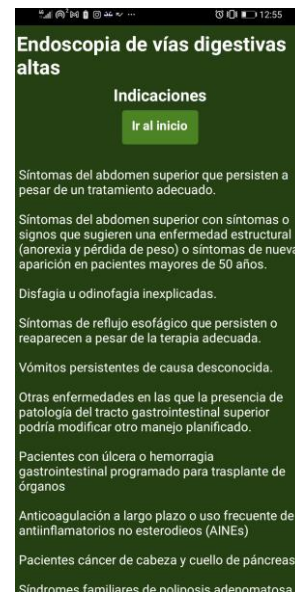 12:55
Endoscopia de vías digestivas
altas
Indicaciones
Ir al inicio
Síntomas del abdomen superior que persisten a
pesar de un tratamiento adecuado.
Síntomas del abdomen superior con síntomas o
signos que sugieren una enfermedad estructural
(anorexia y pérdida de peso) o síntomas de nueva
aparición en pacientes mayores de 50 años.
Disfagia u odinofagia inexplicadas.
Síntomas de reflujo esofágico que persisten o
reaparecen a pesar de la terapia adecuada.
Vómitos persistentes de causa desconocida.
Otras enfermedades en las que la presencia de
patología del tracto gastrointestinal superior
podría modificar otro manejo planificado.
Pacientes con úlcera o hemorragia
gastrointestinal programado para trasplante de
órganos
Anticoagulación a largo plazo o uso frecuente de
antiinflamatorios no esterodieos (AINEs)
Pacientes cáncer de cabeza y cuello de páncreas
Síndromes familiares de poliposis adenomatosa